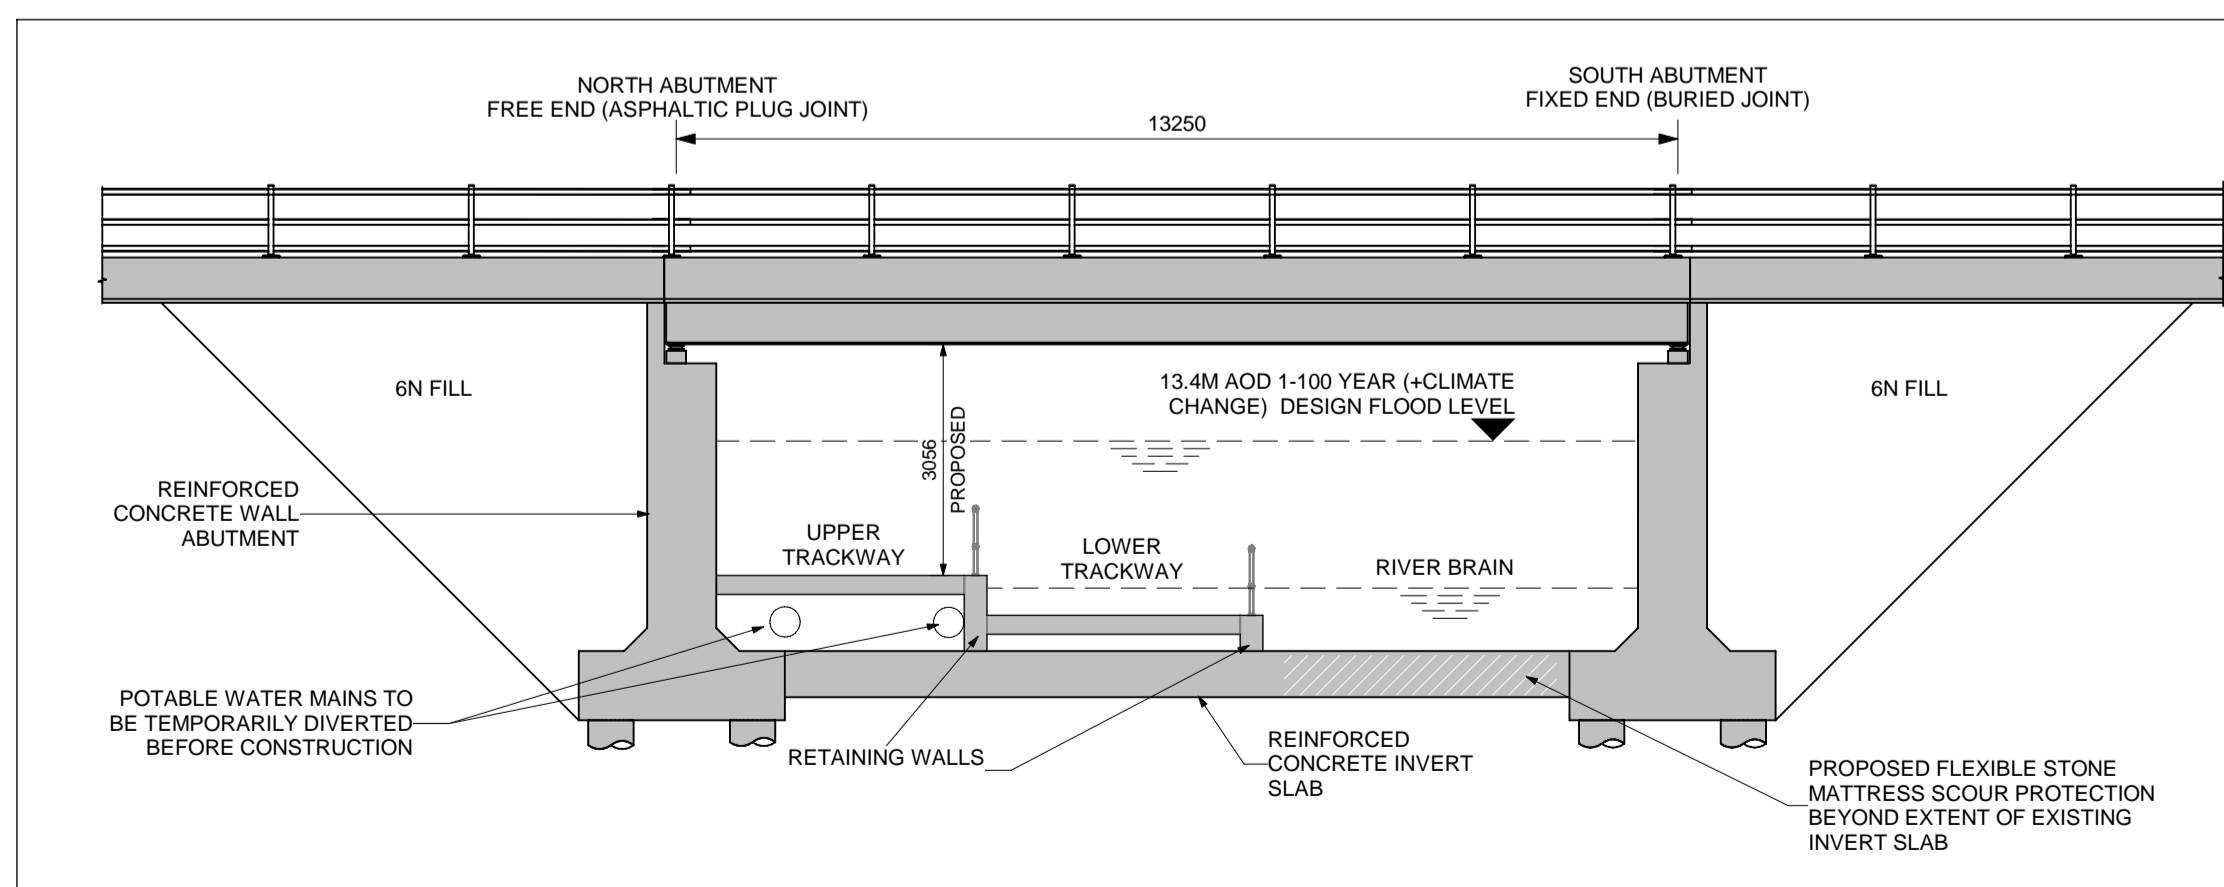 NORTH ABUTMENT
FREE END (ASPHALTIC PLUG JOINT)
SOUTH ABUTMENT
FIXED END (BURIED JOINT)
13250
6N FILL
13.4M AOD 1-100 YEAR (+CLIMATE
CHANGE) DESIGN FLOOD LEVEL
6N FILL
3056
PROPOSED
REINFORCED
CONCRETE WALL
ABUTMENT
UPPER
TRACKWAY
LOWER
TRACKWAY
RIVER BRAIN
POTABLE WATER MAINS TO
BE TEMPORARILY DIVERTED
BEFORE CONSTRUCTION
RETAINING WALLS
REINFORCED
CONCRETE INVERT
SLAB
PROPOSED FLEXIBLE STONE
MATTRESS SCOUR PROTECTION
BEYOND EXTENT OF EXISTING
INVERT SLAB